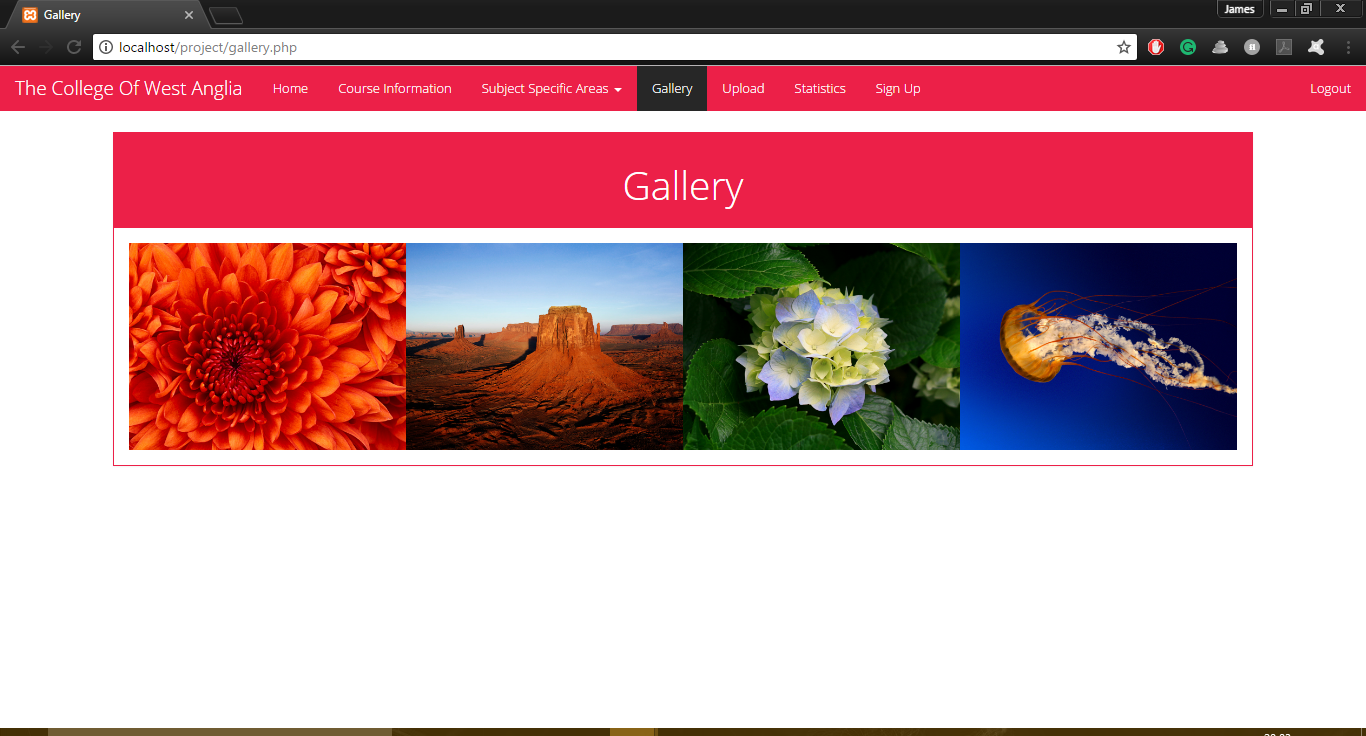 Gallery
James
localhost/project/gallery.php
The College Of West Anglia Home Course Information Subject Specific Areas Gallery Upload Statistics Sign Up Logout
Gallery